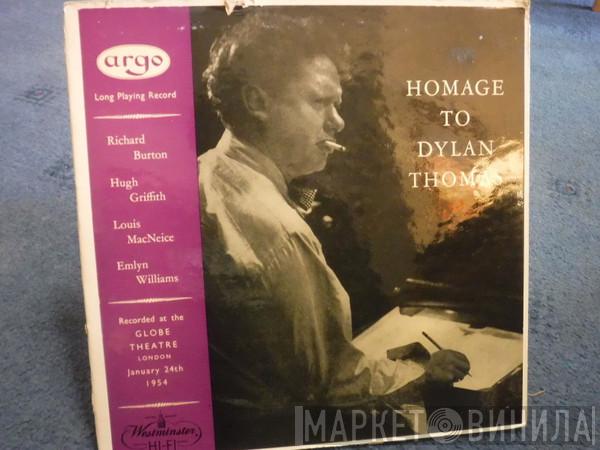 argo
Long Playing Record
Richard
Burton
Hugh
Griffith
Louis
MacNeice
Emlyn
Williams
Recorded at the
GLOBE
THEATRE
LONDON
January 24th
1954
Westminster
HI-FI
HOMAGE
TO
DYLAN
THOMAS
МАРКЕТ ВИНИЛА